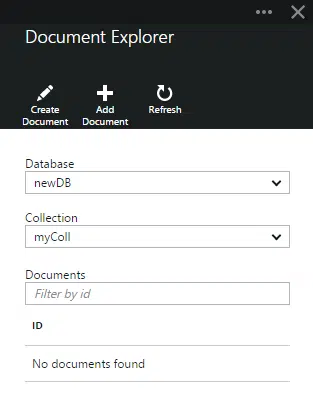 Document Explorer
Create Document
Add Document
Refresh
Database
newDB
Collection
myColl
Documents
Filter by id
ID
No documents found